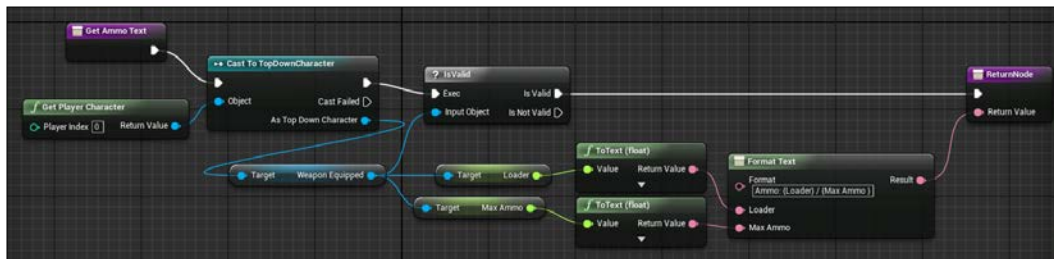 Get Ammo Text
Get Player Character
Player Index 0 Return Value
Cast To TopDownCharacter
Object
Cast Failed
As Top Down Character
? IsValid
Exec Is Valid
Input Object Is Not Valid
Target Weapon Equipped
Target Loader
Target Max Ammo
ToText (float)
Value Return Value
ToText (float)
Value Return Value
Format Text
Format Result
Ammo: {Loader} / {Max Ammo }
Loader
Max Ammo
ReturnNode
Return Value